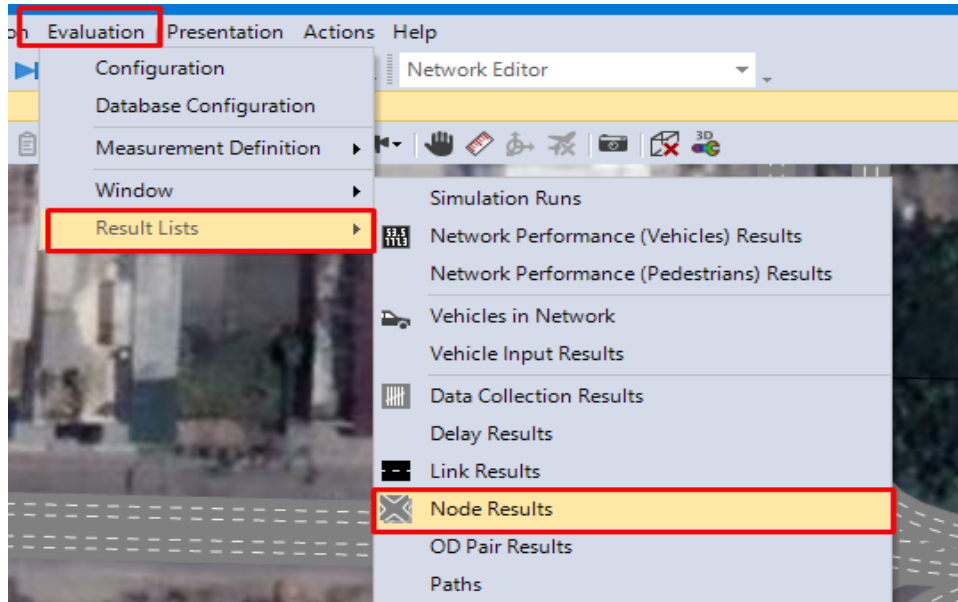 on Evaluation Presentation Actions Help
Configuration
Network Editor
Database Configuration
Measurement Definition
3D
Window
Simulation Runs
Result Lists
Network Performance (Vehicles) Results
Network Performance (Pedestrians) Results
Vehicles in Network
Vehicle Input Results
Data Collection Results
Delay Results
Link Results
Node Results
OD Pair Results
Paths